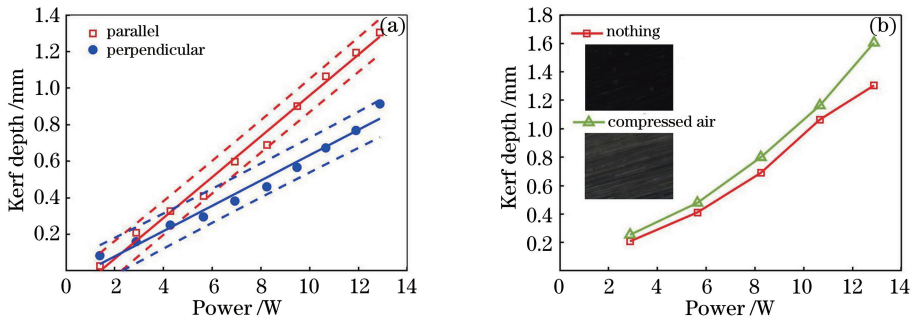 (a)
parallel
perpendicular
Kerf depth /mm
1.4
1.2
1.0
0.8
0.6
0.4
0.2
0 2 4 6 8 10 12 14
Power /W
(b)
nothing
compressed air
Kerf depth /mm
1.8
1.6
1.4
1.2
1.0
0.8
0.6
0.4
0.2
0 2 4 6 8 10 12 14
Power /W